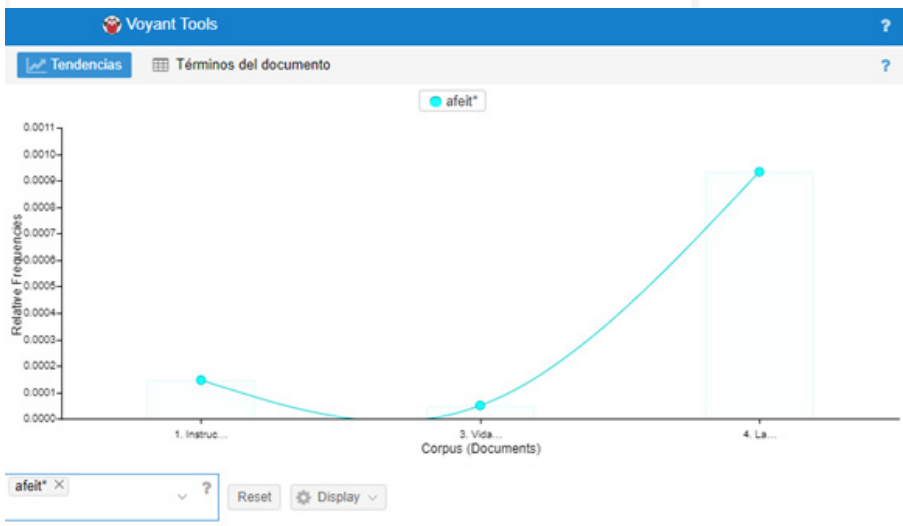 Voyant Tools ?
Tendencias Términos del documento ?
afeit*
0.0011
0.0010
0.0009
0.0008
0.0007
0.0006
0.0005
0.0004
0.0003
0.0002
0.0001
0.0000
Relative Frequencies
1. Instruc... 3. Vida... 4. La...
Corpus (Documents)
afeit* × ? Reset Display